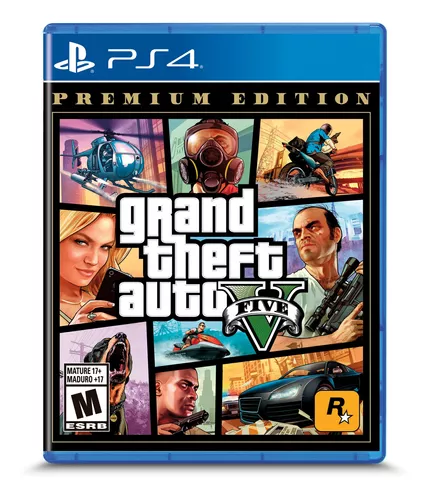 PS4
PREMIUM EDITION
grand
theft
auto
V
FIVE
MATURE 17+
MADURO +17
M
ESRB
R